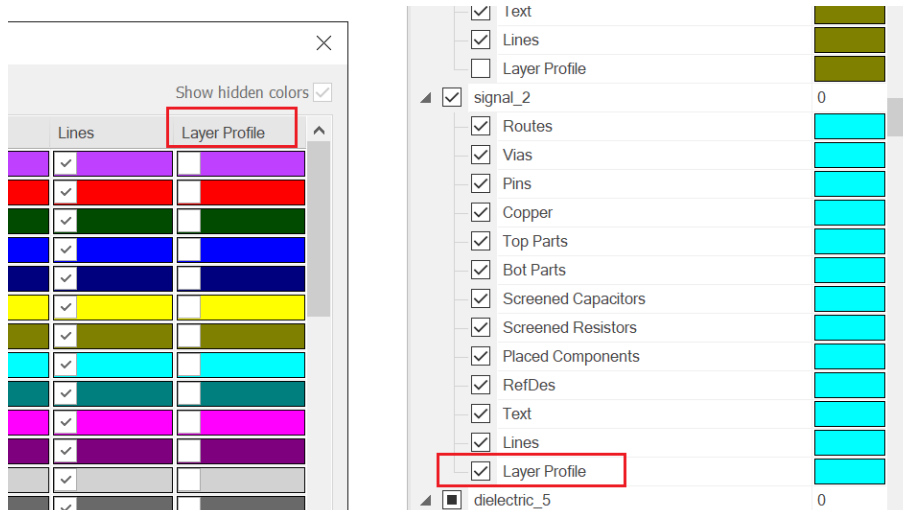 Show hidden colors
Lines
Layer Profile
Text
Lines
Layer Profile
signal_2
0
Routes
Vias
Pins
Copper
Top Parts
Bot Parts
Screened Capacitors
Screened Resistors
Placed Components
RefDes
Text
Lines
Layer Profile
dielectric_5
0